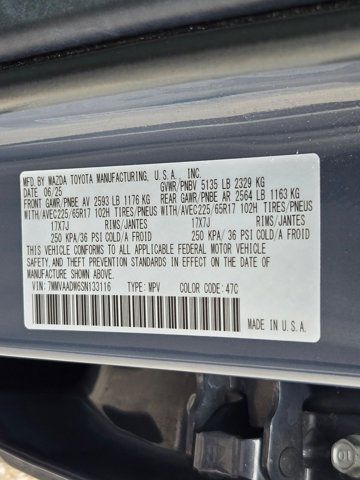 MFD. BY MAZDA TOYOTA MANUFACTURING, U.S.A., INC.
DATE 06/25 GVWR/PNBV 5135 LB 2329 KG
FRONT GAWR/PNBE AV 2593 LB 1176 KG REAR GAWR/PNBE AR 2564 LB 1163 KG
WITH/AVEC225/65R17 102H TIRES/PNEUS WITH/AVEC225/65R17 102H TIRES/PNEUS
17X7J RIMS/JANTES 17X7J RIMS/JANTES
250 KPA/36 PSI COLD/A FROID 250 KPA/36 PSI COLD/A FROID
THIS VEHICLE CONFORMS TO ALL APPLICABLE FEDERAL MOTOR VEHICLE
SAFETY AND THEFT PREVENTION STANDARDS IN EFFECT ON THE DATE OF
MANUFACTURE SHOWN ABOVE.
VIN: 7MMVAADW6SN133116 TYPE: MPV COLOR CODE: 47C
MADE IN U.S.A.